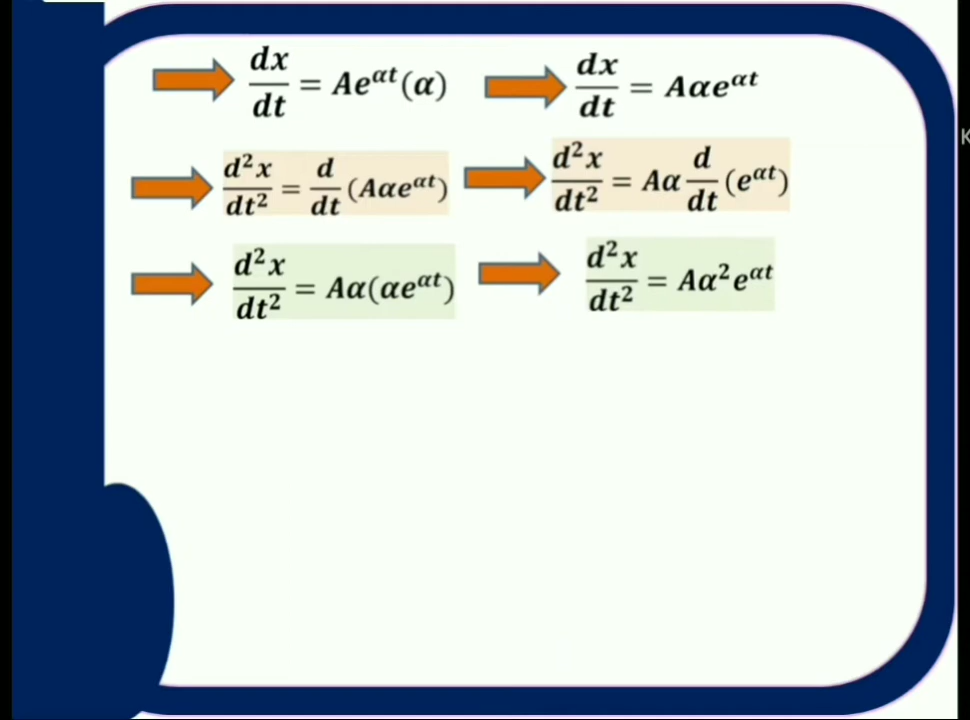 dx/dt = Ae^{αt}(α) dx/dt = Aαe^{αt}
d²x/dt² = d/dt (Aαe^{αt}) d²x/dt² = Aα d/dt (e^{αt})
d²x/dt² = Aα(αe^{αt}) d²x/dt² = Aα²e^{αt}
K